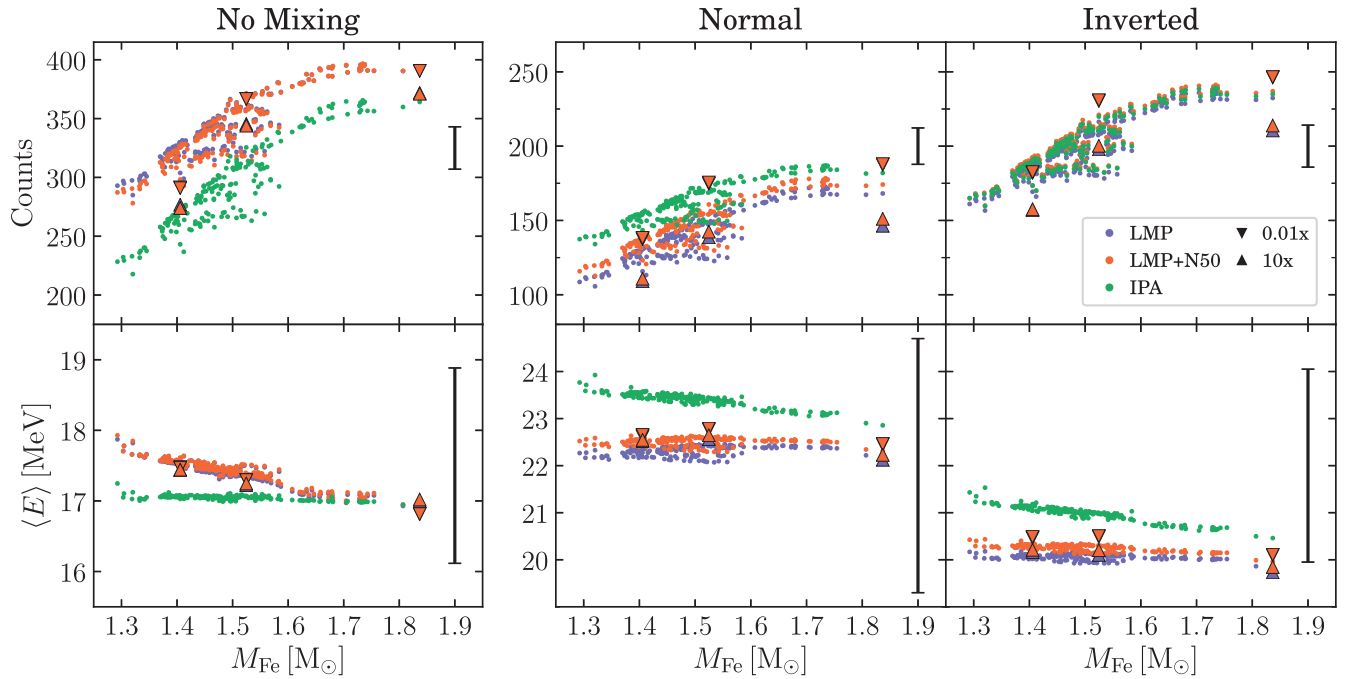 No Mixing
Normal
Inverted
Counts
400
350
300
250
200
250
200
150
100
LMP
LMP+N50
IPA
0.01x
10x
⟨E⟩ [MeV]
19
18
17
16
24
23
22
21
20
1.3 1.4 1.5 1.6 1.7 1.8 1.9
1.3 1.4 1.5 1.6 1.7 1.8 1.9
1.3 1.4 1.5 1.6 1.7 1.8 1.9
M_Fe [M_⊙]
M_Fe [M_⊙]
M_Fe [M_⊙]